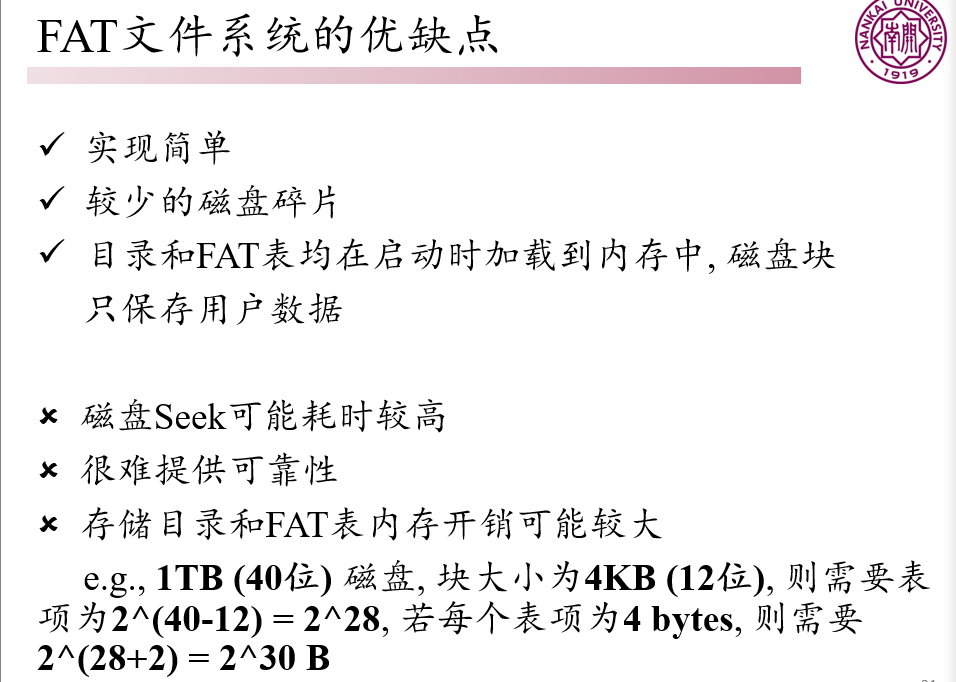 FAT文件系统的优缺点
NANKAI UNIVERSITY
南開
1919
✓ 实现简单
✓ 较少的磁盘碎片
✓ 目录和FAT表均在启动时加载到内存中, 磁盘块
只保存用户数据
× 磁盘Seek可能耗时较高
× 很难提供可靠性
× 存储目录和FAT表内存开销可能较大
e.g., 1TB (40位) 磁盘, 块大小为4KB (12位), 则需要表
项为2^(40-12) = 2^28, 若每个表项为4 bytes, 则需要
2^(28+2) = 2^30 B